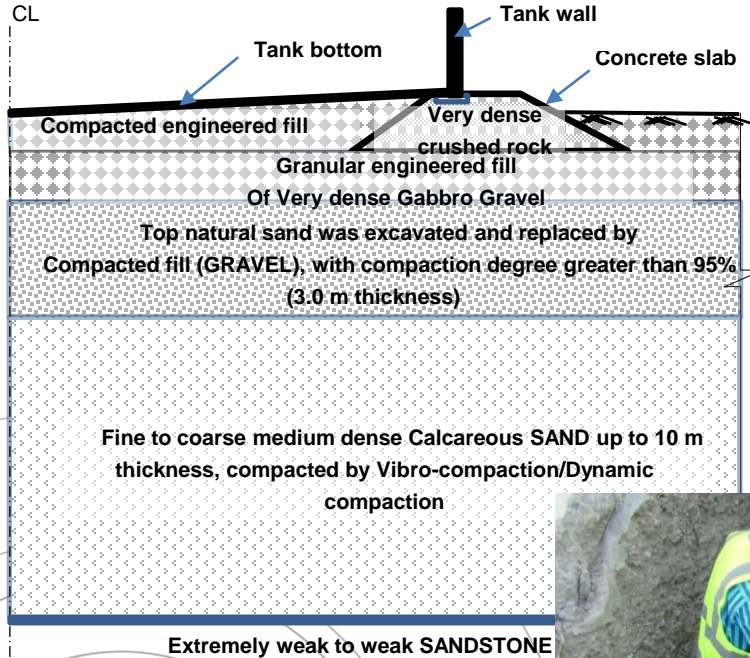 CL
Tank wall
Tank bottom
Concrete slab
Very dense
crushed rock
Compacted engineered fill
Granular engineered fill
Of Very dense Gabbro Gravel
Top natural sand was excavated and replaced by
Compacted fill (GRAVEL), with compaction degree greater than 95%
(3.0 m thickness)
Fine to coarse medium dense Calcareous SAND up to 10 m
thickness, compacted by Vibro-compaction/Dynamic
compaction
Extremely weak to weak SANDSTONE